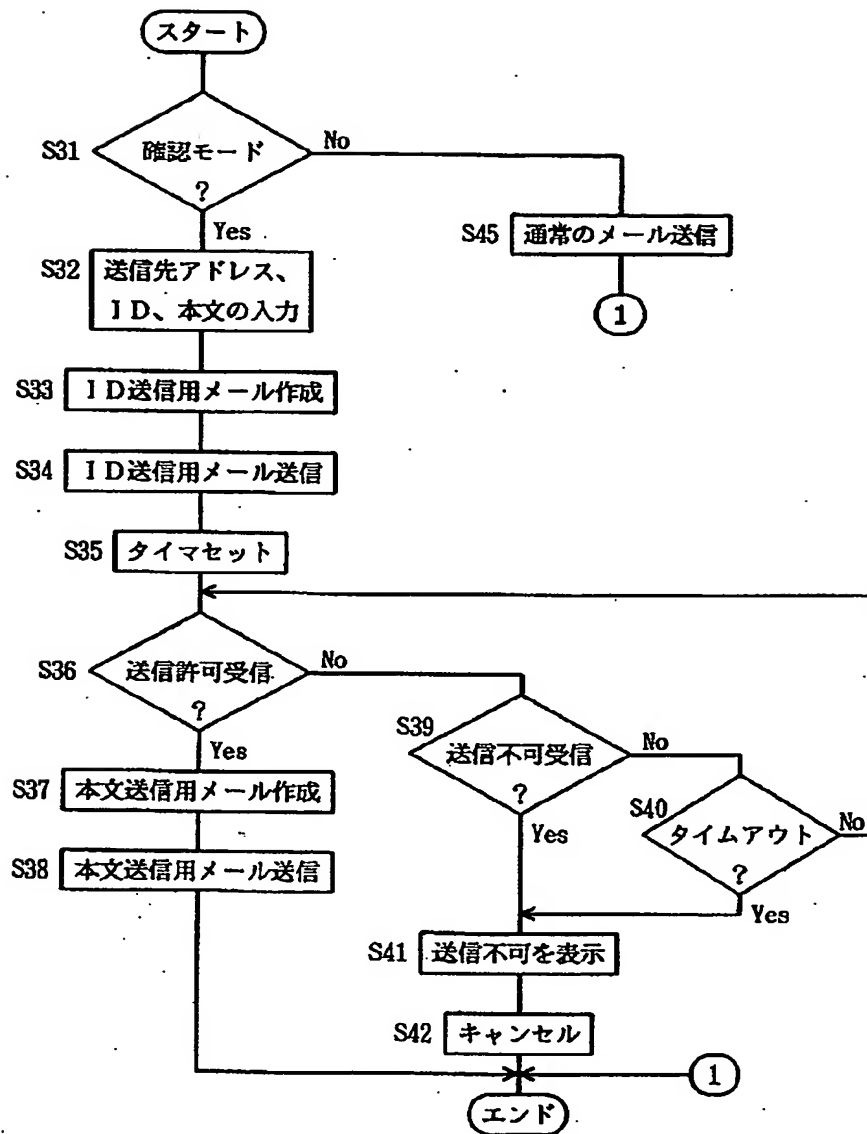 スタート
S31
確認モード
?
No
Yes
S45
通常のメール送信
1
S32
送信先アドレス、
ID、本文の入力
S33
ID送信用メール作成
S34
ID送信用メール送信
S35
タイマセット
S36
送信許可受信
?
No
Yes
S39
送信不可受信
?
No
Yes
S40
タイムアウト
?
No
Yes
S37
本文送信用メール作成
S38
本文送信用メール送信
S41
送信不可を表示
S42
キャンセル
1
エンド